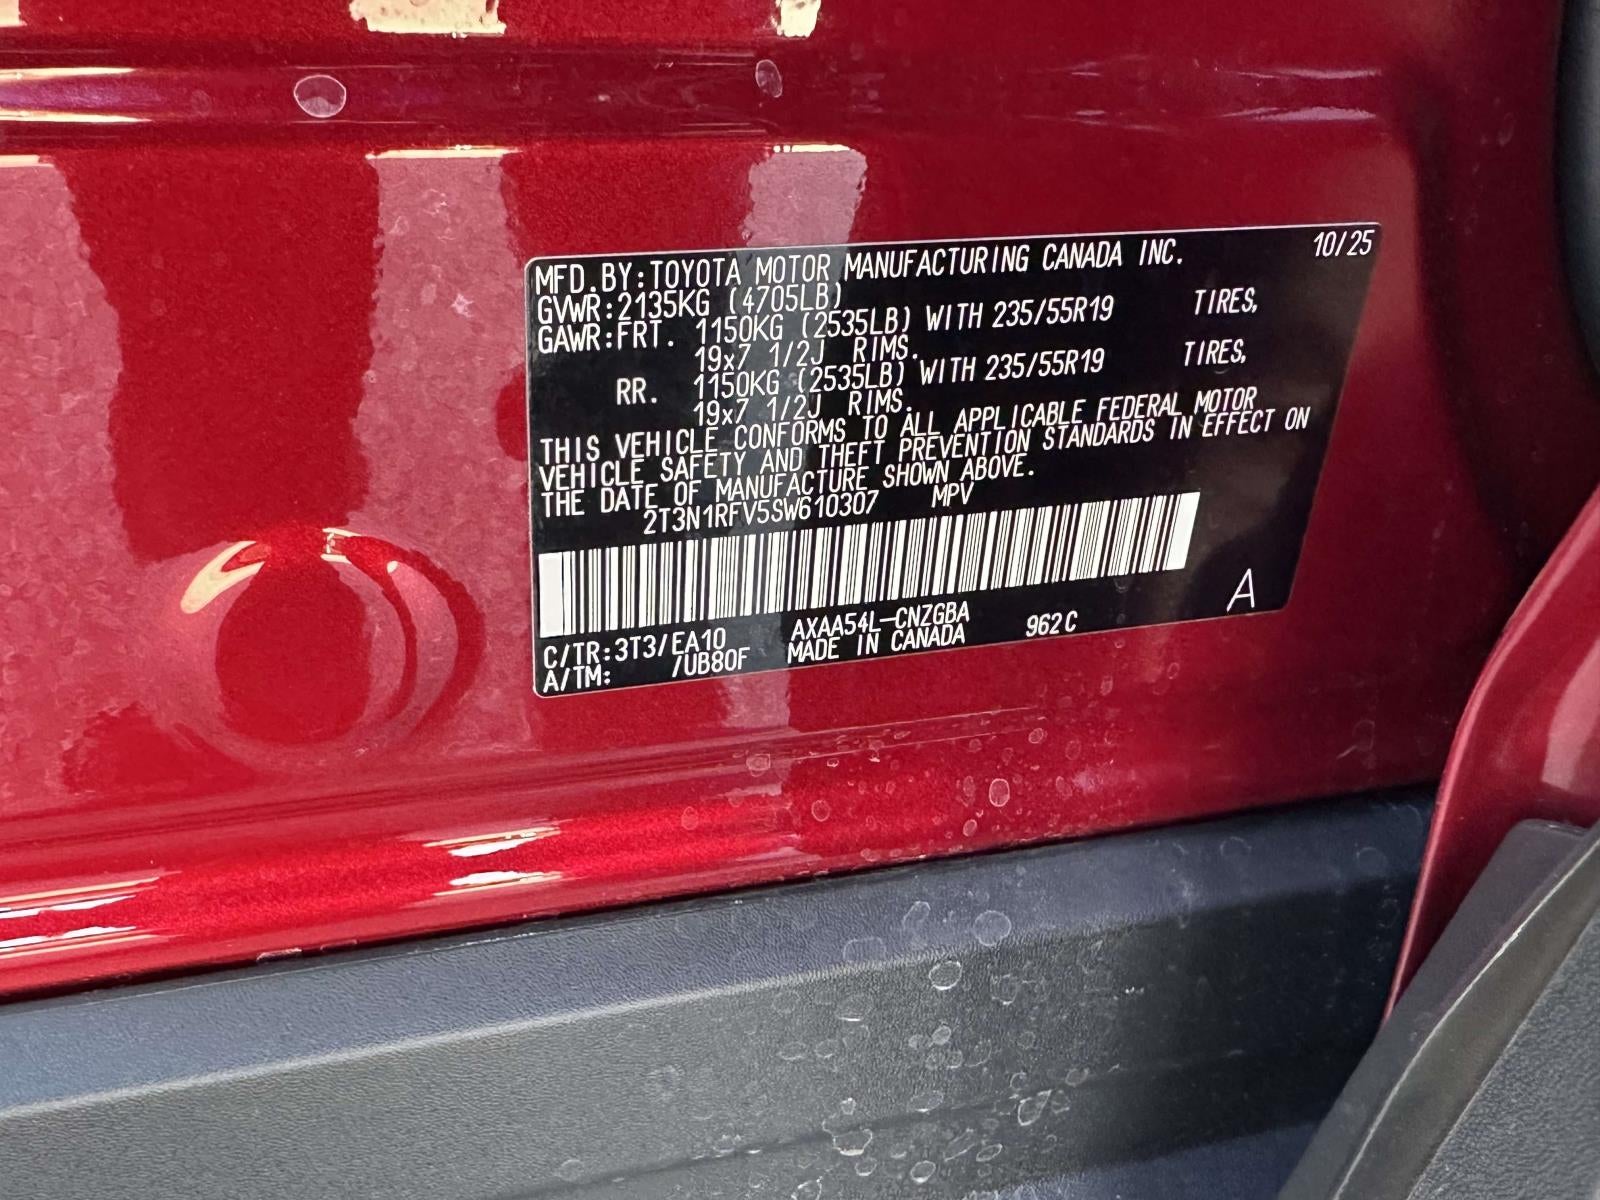 MFD.BY:TOYOTA MOTOR MANUFACTURING CANADA INC. 10/25
GVWR:2135KG (4705LB)
GAWR:FRT. 1150KG (2535LB) WITH 235/55R19 TIRES,
19x7 1/2J RIMS.
RR. 1150KG (2535LB) WITH 235/55R19 TIRES,
19x7 1/2J RIMS.
THIS VEHICLE CONFORMS TO ALL APPLICABLE FEDERAL MOTOR
VEHICLE SAFETY AND THEFT PREVENTION STANDARDS IN EFFECT ON
THE DATE OF MANUFACTURE SHOWN ABOVE.
2T3N1RFV5SW610307 MPV
C/TR:3T3/EA10 AXAA54L-CNZGBA 962C A
A/TM: /UB80F MADE IN CANADA